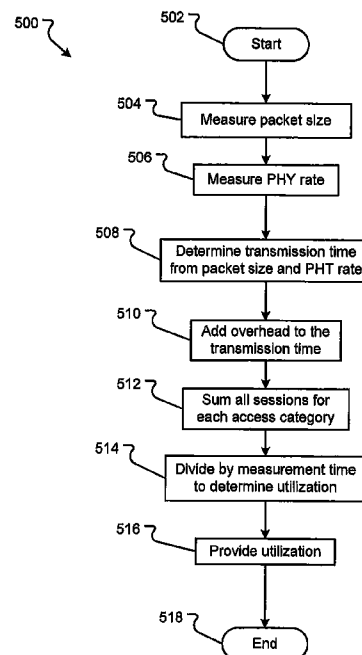 500
502
Start
504
Measure packet size
506
Measure PHY rate
508
Determine transmission time
from packet size and PHT rate
510
Add overhead to the
transmission time
512
Sum all sessions for
each access category
514
Divide by measurement time
to determine utilization
516
Provide utilization
518
End